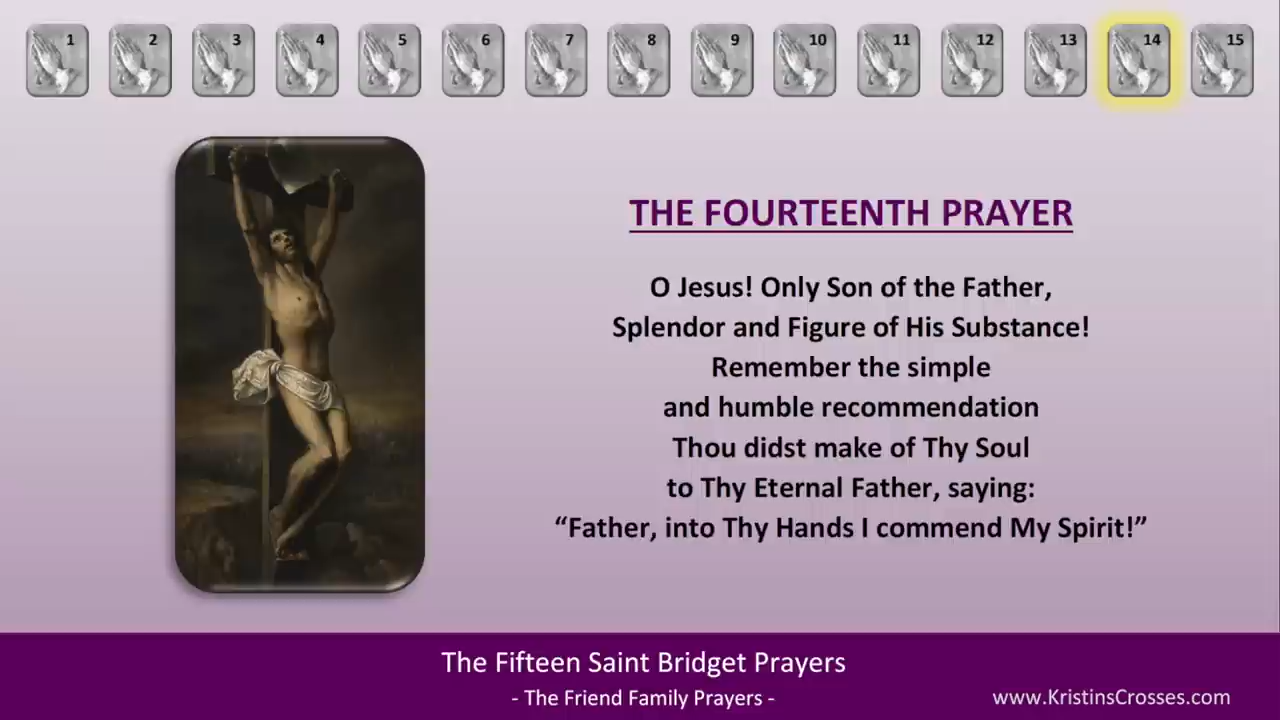 1 2 3 4 5 6 7 8 9 10 11 12 13 14 15
THE FOURTEENTH PRAYER
O Jesus! Only Son of the Father,
Splendor and Figure of His Substance!
Remember the simple
and humble recommendation
Thou didst make of Thy Soul
to Thy Eternal Father, saying:
“Father, into Thy Hands I commend My Spirit!”
The Fifteen Saint Bridget Prayers
- The Friend Family Prayers -
www.KristinsCrosses.com